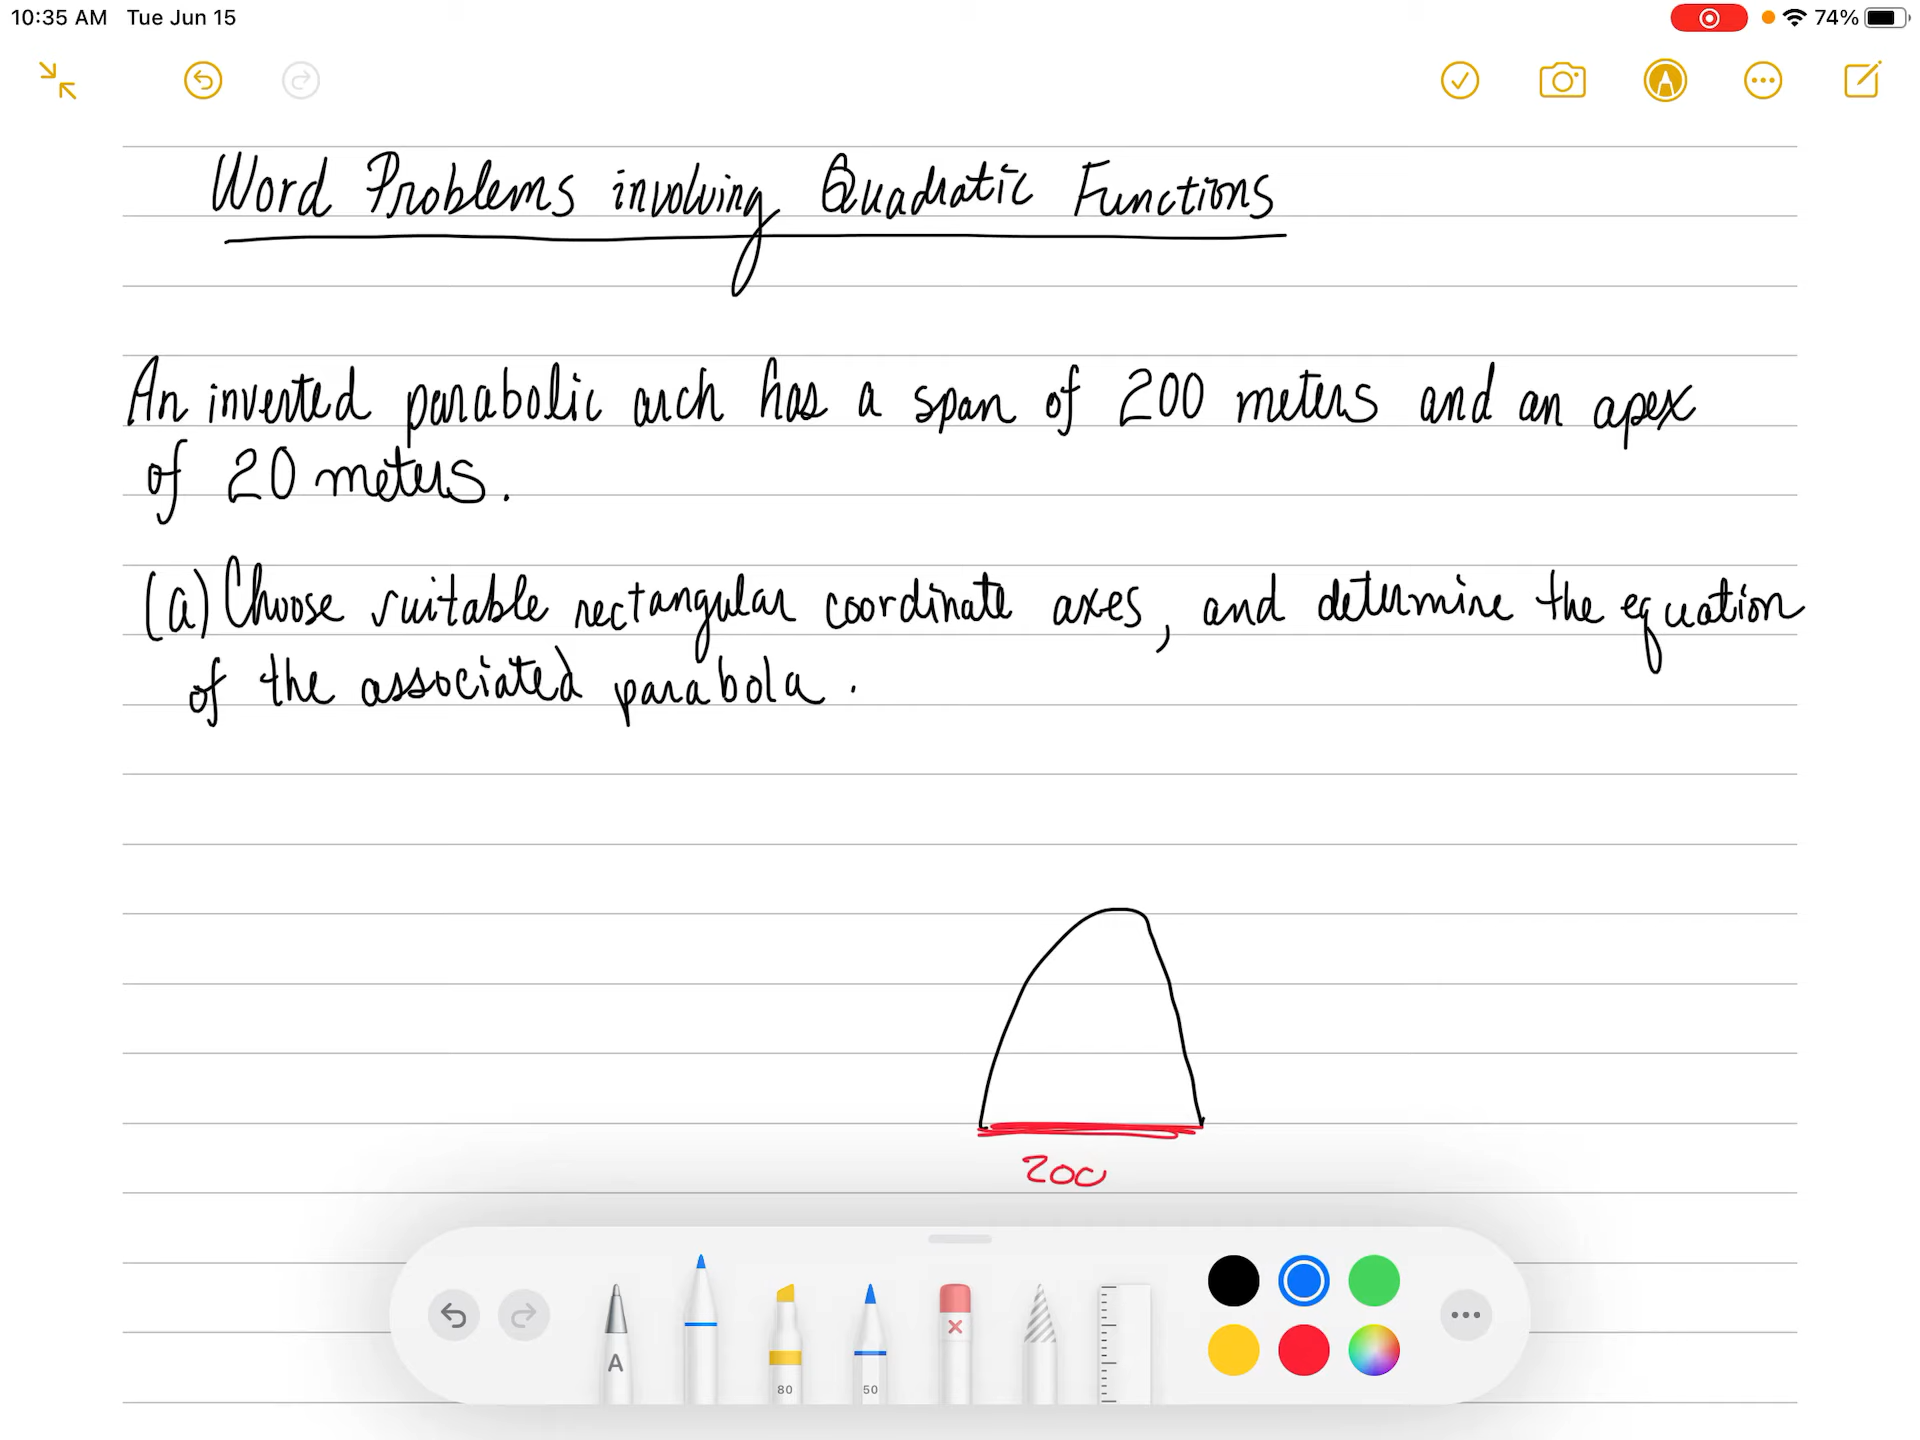 10:35 AM Tue Jun 15
74%
Word Problems involving Quadratic Functions
An inverted parabolic arch has a span of 200 meters and an apex
of 20 meters.
(a) Choose suitable rectangular coordinate axes, and determine the equation
of the associated parabola.
200
A
80
50